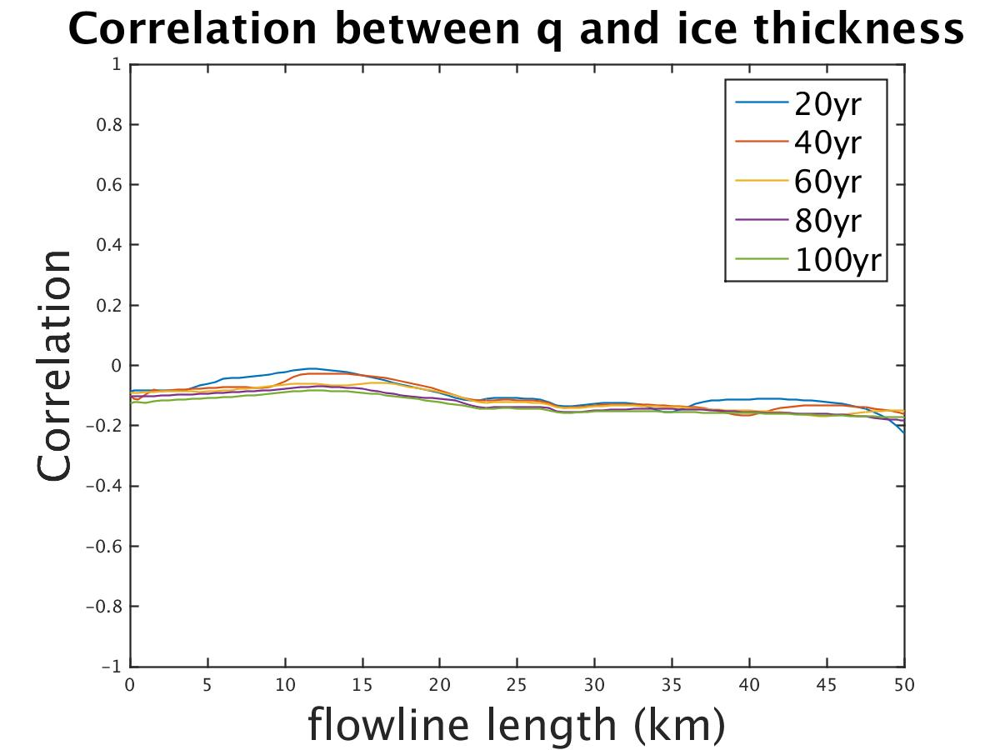 Correlation between q and ice thickness
1
0.8
0.6
0.4
0.2
0
−0.2
−0.4
−0.6
−0.8
−1
Correlation
20yr
40yr
60yr
80yr
100yr
0 5 10 15 20 25 30 35 40 45 50
flowline length (km)